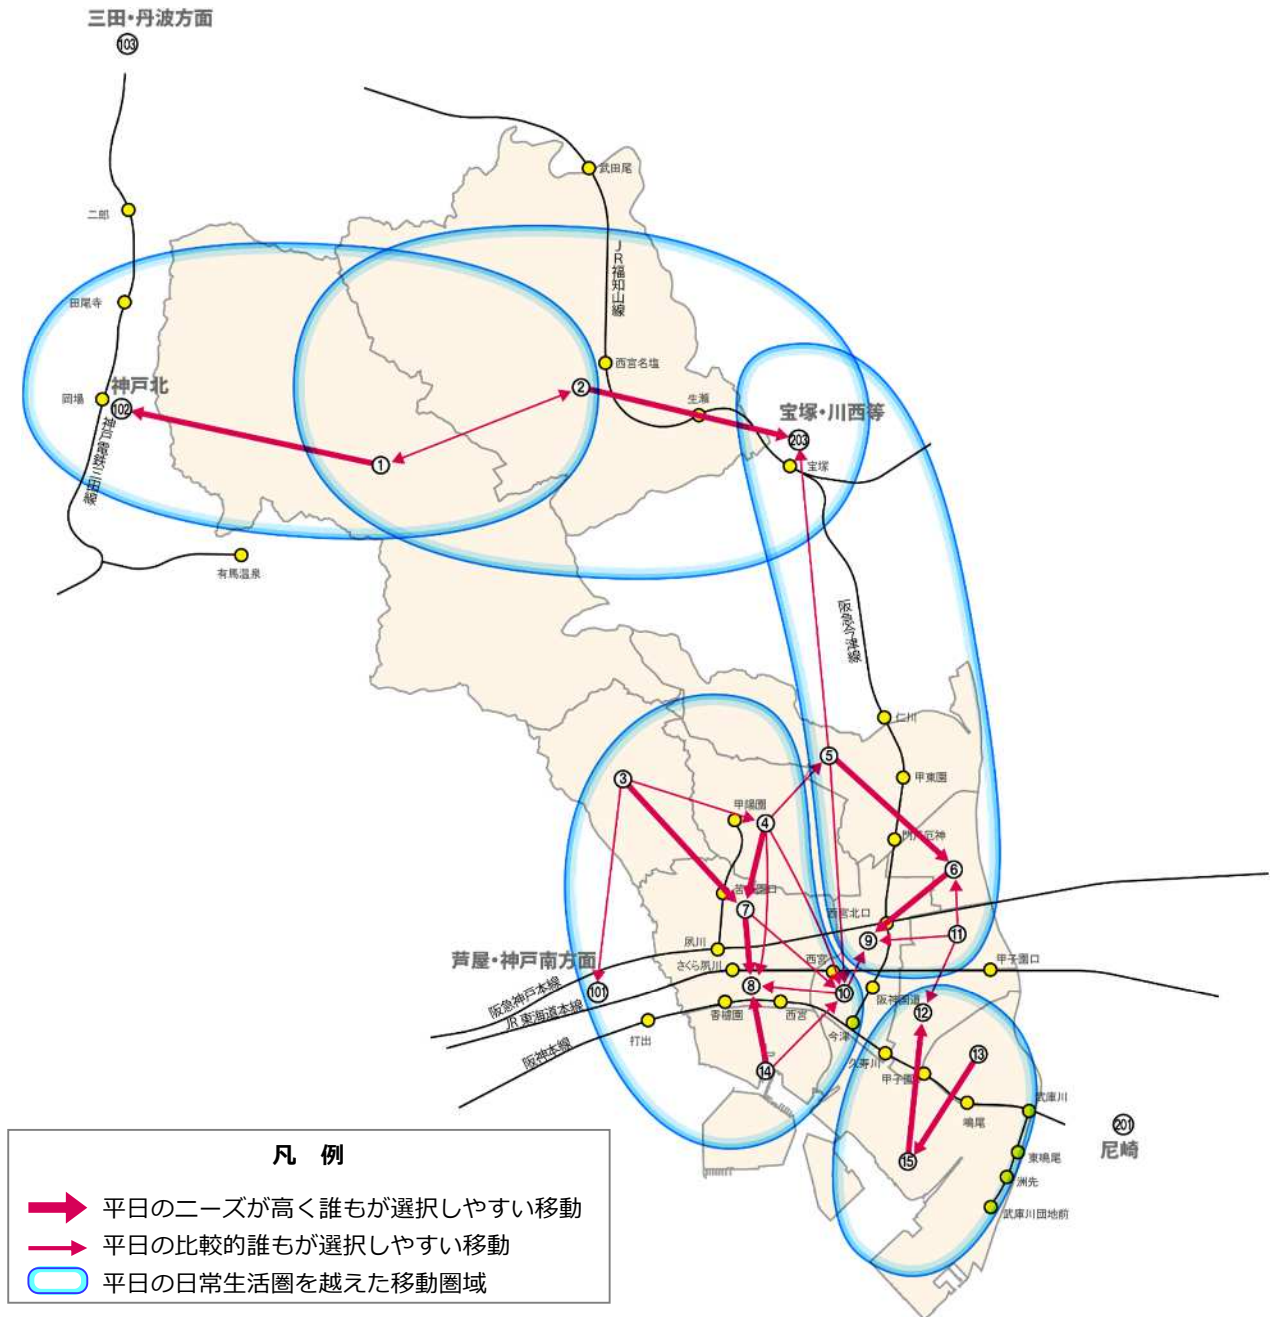 三田・丹波方面
103
武田尾
二郎
JR福知山線
田尾寺
西宮名塩
神戸北
岡場
102
2
生瀬
宝塚・川西等
203
宝塚
1
神戸電鉄三田線
有馬温泉
阪急今津線
仁川
5
甲東園
3
甲陽園
4
門戸厄神
6
苦楽園口
7
西宮北口
9
11
夙川
芦屋・神戸南方面
さくら夙川
西宮
甲子園口
101
8
10
阪神国道
阪急神戸本線
JR東海道本線
香櫨園
西宮
12
打出
今津
阪神本線
久寿川
13
14
甲子園
武庫川
鳴尾
201
尼崎
15
東鳴尾
洲先
武庫川団地前
凡 例
平日のニーズが高く誰もが選択しやすい移動
平日の比較的誰もが選択しやすい移動
平日の日常生活圏を越えた移動圏域